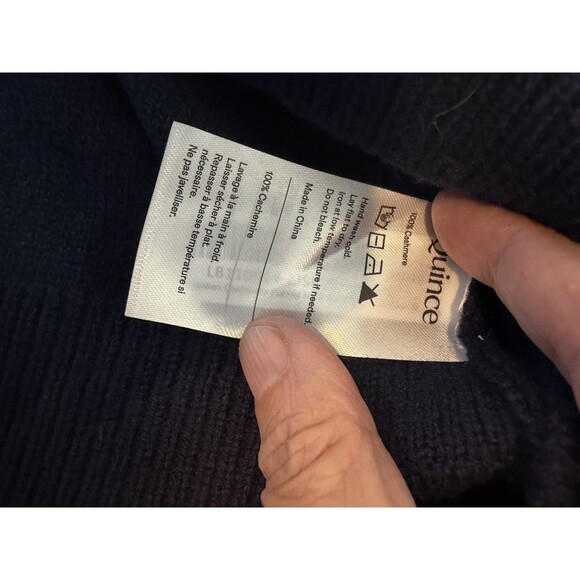 Quince
100% Cashmere
Hand wash cold.
Lay flat to dry.
Iron at low temperature if needed.
Do not bleach.
Made in China
100% Cachemire
Lavage à la main à froid.
Laisser sécher à plat.
Repasser à basse température si
nécessaire.
Ne pas javelliser.